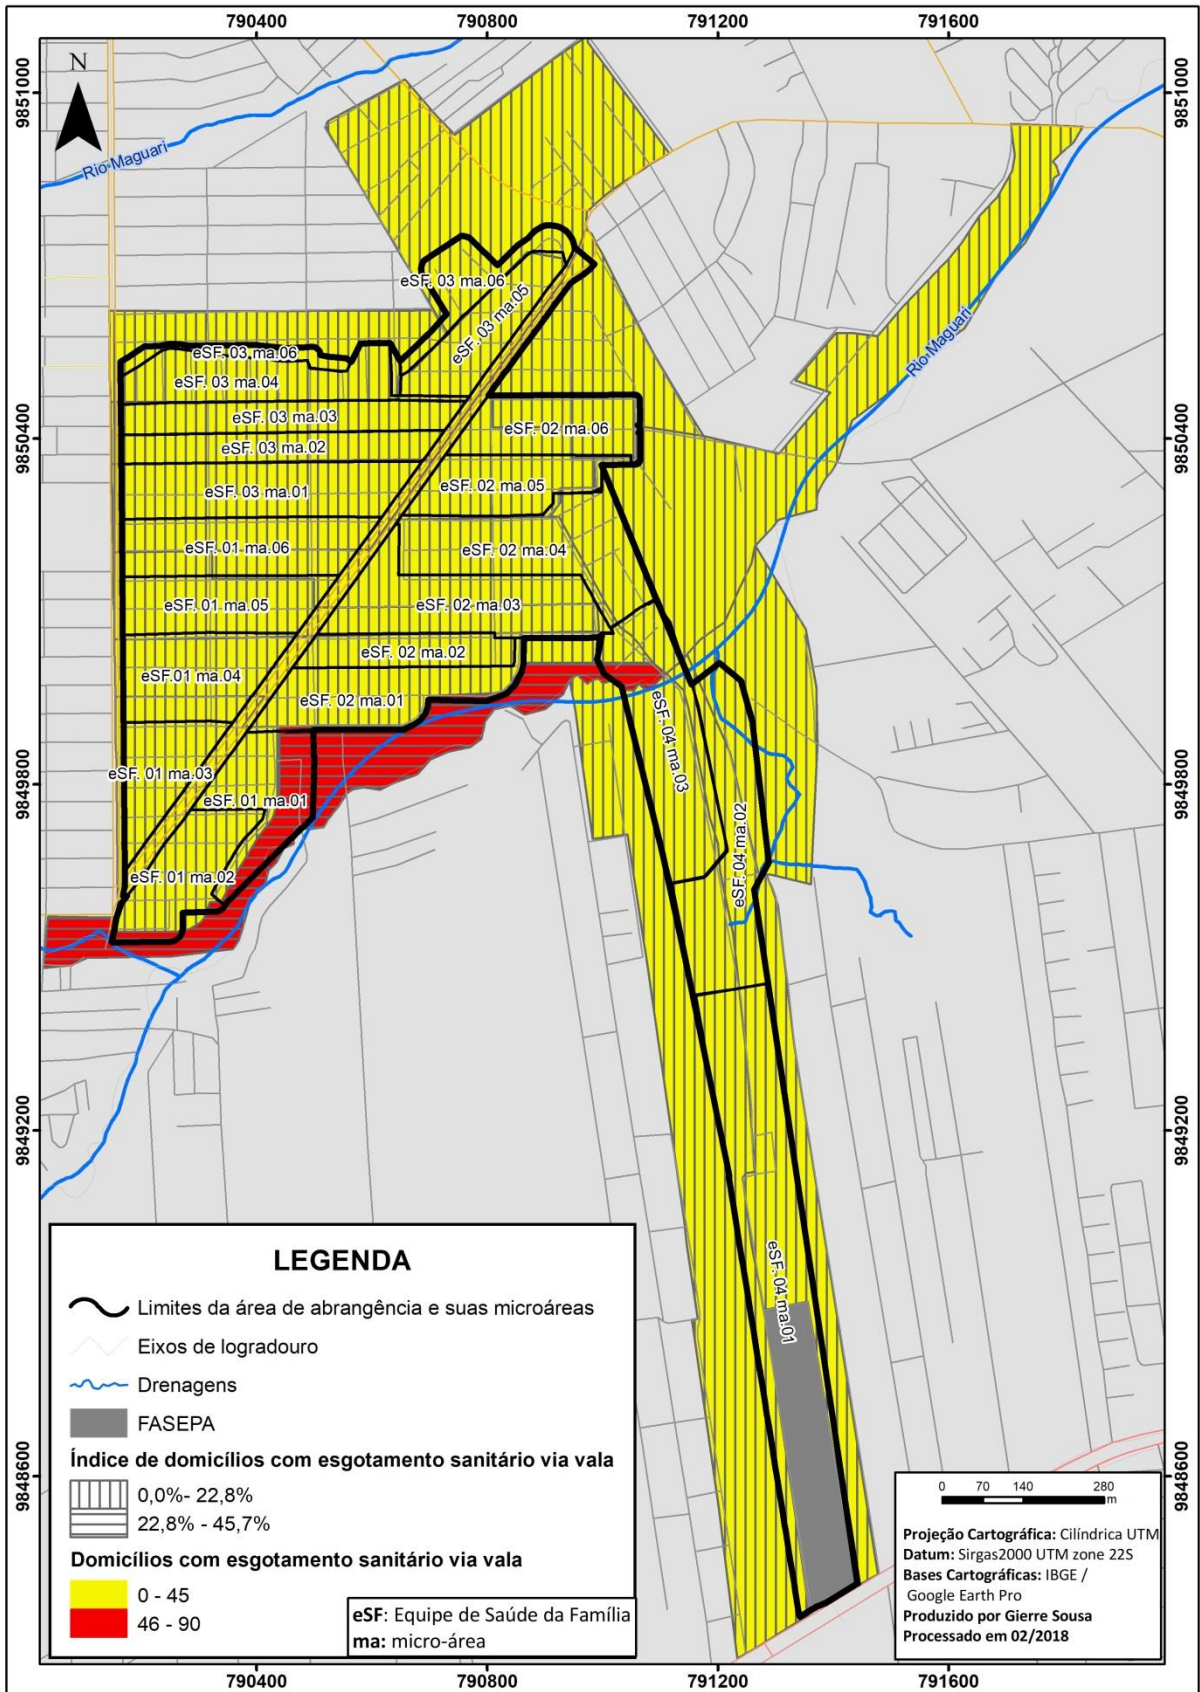 790400
790800
791200
791600
9851000
9851000
N
Rio Maguari
eSF. 03 ma.06
eSF. 03 ma.05
Rio Maguari
eSF. 03 ma.06
eSF. 03 ma.04
eSF. 03 ma.03
eSF. 02 ma.06
9850400
9850400
eSF. 03 ma.02
eSF. 03 ma.01
eSF. 02 ma.05
eSF. 01 ma.06
eSF. 02 ma.04
eSF. 01 ma.05
eSF. 02 ma.03
eSF. 02 ma.02
eSF.01 ma.04
eSF. 02 ma.01
eSF. 04 ma.03
eSF. 01 ma.03
eSF. 01 ma.01
9849800
9849800
eSF. 04 ma.02
eSF. 01 ma.02
9849200
9849200
eSF. 04 ma.01
LEGENDA
Limites da área de abrangência e suas microáreas
Eixos de logradouro
Drenagens
FASEPA
Índice de domicílios com esgotamento sanitário via vala
0,0%- 22,8%
22,8% - 45,7%
Domicílios com esgotamento sanitário via vala
0 - 45
46 - 90
eSF: Equipe de Saúde da Família
ma: micro-área
9848600
9848600
0 70 140 280
m
Projeção Cartográfica: Cilíndrica UTM
Datum: Sirgas2000 UTM zone 22S
Bases Cartográficas: IBGE /
Google Earth Pro
Produzido por Gierre Sousa
Processado em 02/2018
790400
790800
791200
791600